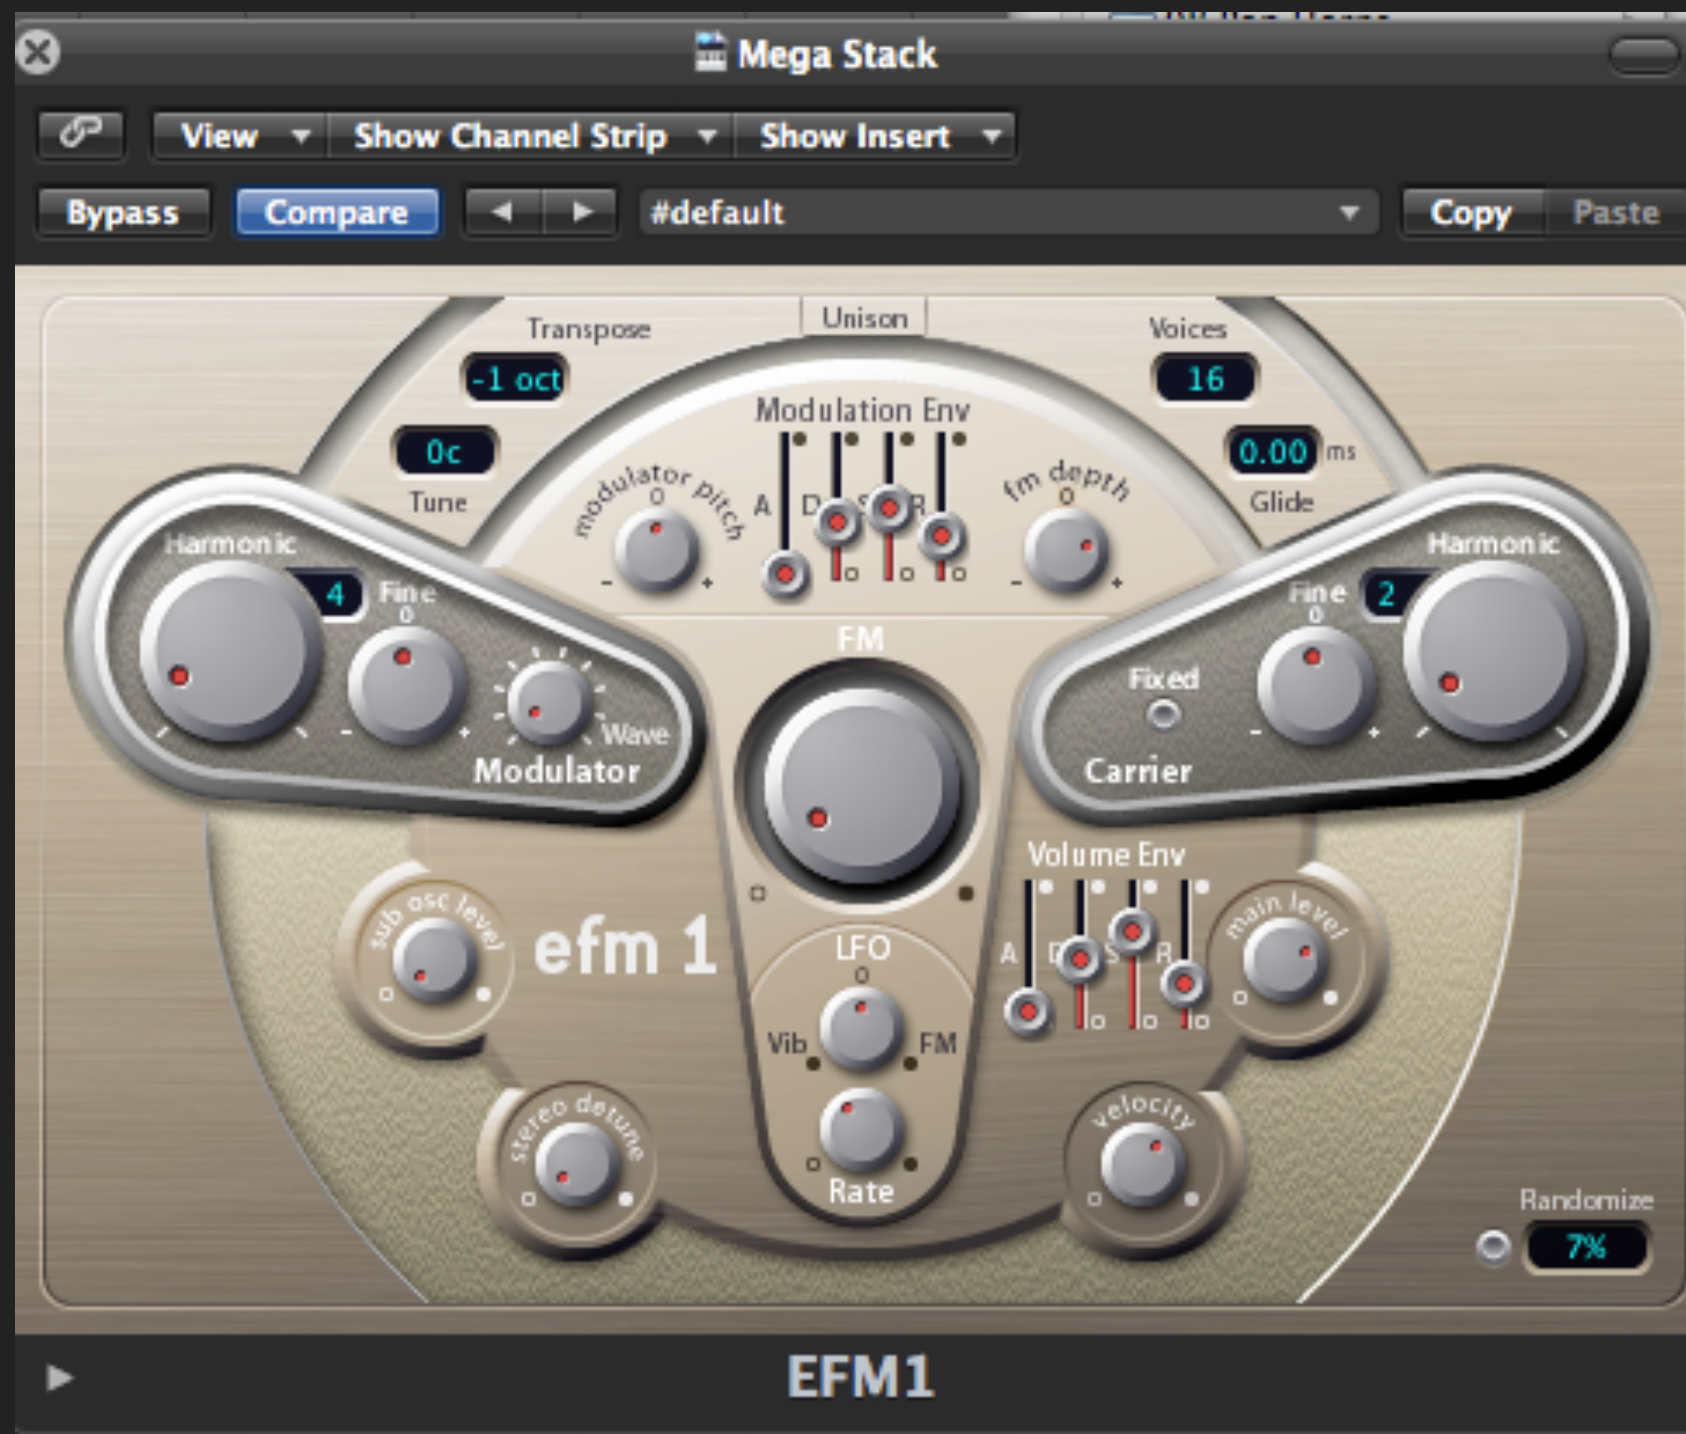 Mega Stack
View Show Channel Strip Show Insert
Bypass Compare #default Copy Paste
Transpose
Unison
Voices
-1 oct
16
Modulation Env
0c
0.00 ms
Tune
Glide
modulator pitch
0
- +
A D S R
fm depth
0
- +
Harmonic
4
Fine
0
- +
Wave
Modulator
FM
Harmonic
2
Fine
0
- +
Fixed
Carrier
Volume Env
A D S R
sub osc level
efm 1
LFO
0
Vib FM
main level
stereo detune
Rate
velocity
Randomize
7%
EFM1